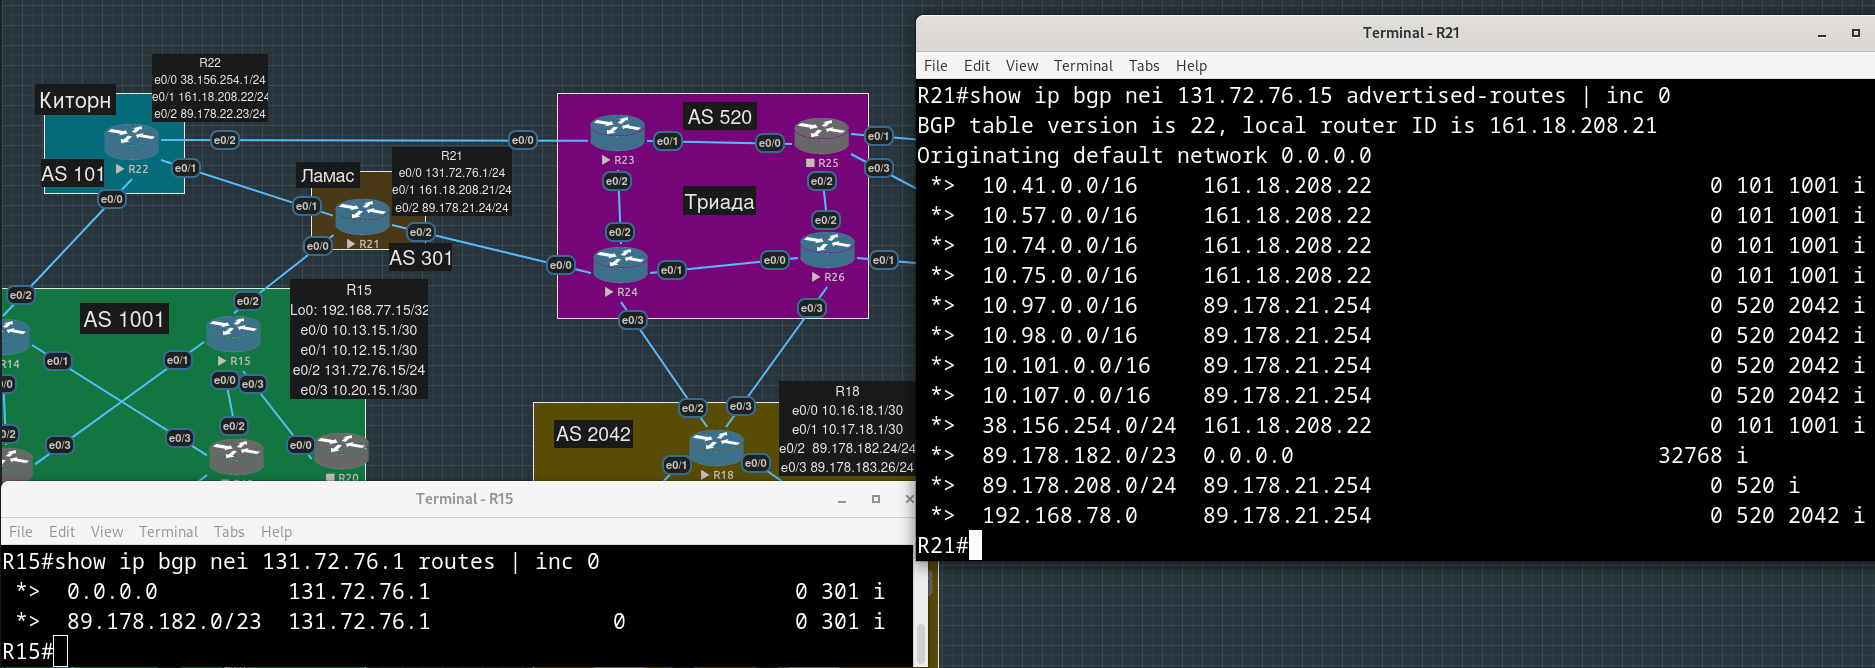 R22
e0/0 38.156.254.1/24
e0/1 161.18.208.22/24
e0/2 89.178.22.23/24
Киторн
AS 101
R22
e0/2
e0/1
e0/0
e0/0
Ламас
R21
e0/0 131.72.76.1/24
e0/1 161.18.208.21/24
e0/2 89.178.21.24/24
e0/1
e0/2
R21
e0/0
AS 301
AS 520
R23
e0/1
e0/0
R25
e0/1
e0/3
e0/2
e0/2
Триада
e0/2
e0/2
e0/0
R24
e0/1
e0/0
R26
e0/1
e0/3
e0/3
e0/2
AS 1001
e0/2
R15
Lo0: 192.168.77.15/32
e0/0 10.13.15.1/30
e0/1 10.12.15.1/30
e0/2 131.72.76.15/24
e0/3 10.20.15.1/30
R14
e0/1
e0/1
R15
e0/0
e0/3
e0/2
e0/3
e0/3
e0/0
R20
AS 2042
e0/2
e0/3
R18
e0/0 10.16.18.1/30
e0/1 10.17.18.1/30
e0/2 89.178.182.24/24
e0/3 89.178.183.26/24
e0/1
e0/0
R18
Terminal - R15
File Edit View Terminal Tabs Help
R15#show ip bgp nei 131.72.76.1 routes | inc 0
*> 0.0.0.0 131.72.76.1 0 301 i
*> 89.178.182.0/23 131.72.76.1 0 0 301 i
R15#
Terminal - R21
File Edit View Terminal Tabs Help
R21#show ip bgp nei 131.72.76.15 advertised-routes | inc 0
BGP table version is 22, local router ID is 161.18.208.21
Originating default network 0.0.0.0
*> 10.41.0.0/16 161.18.208.22 0 101 1001 i
*> 10.57.0.0/16 161.18.208.22 0 101 1001 i
*> 10.74.0.0/16 161.18.208.22 0 101 1001 i
*> 10.75.0.0/16 161.18.208.22 0 101 1001 i
*> 10.97.0.0/16 89.178.21.254 0 520 2042 i
*> 10.98.0.0/16 89.178.21.254 0 520 2042 i
*> 10.101.0.0/16 89.178.21.254 0 520 2042 i
*> 10.107.0.0/16 89.178.21.254 0 520 2042 i
*> 38.156.254.0/24 161.18.208.22 0 101 1001 i
*> 89.178.182.0/23 0.0.0.0 32768 i
*> 89.178.208.0/24 89.178.21.254 0 520 i
*> 192.168.78.0 89.178.21.254 0 520 2042 i
R21#